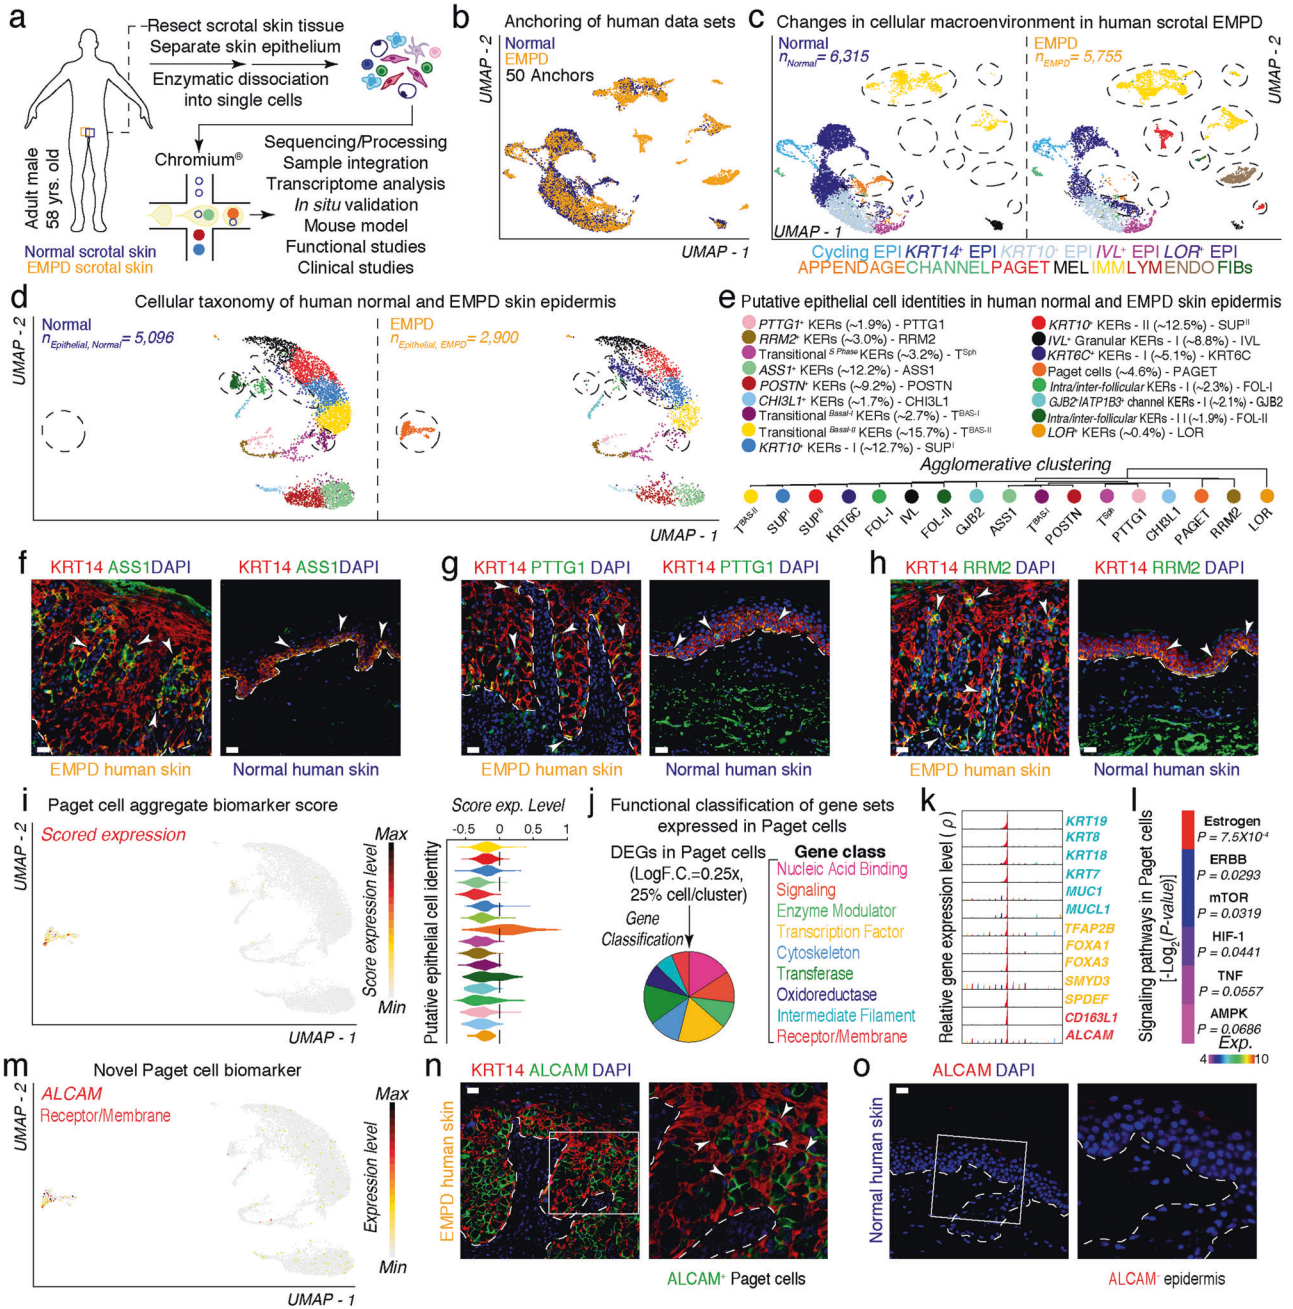 a
Resect scrotal skin tissue
Separate skin epithelium
Enzymatic dissociation
into single cells
Adult male
58 yrs. old
Chromium®
Sequencing/Processing
Sample integration
Transcriptome analysis
In situ validation
Mouse model
Functional studies
Clinical studies
Normal scrotal skin
EMPD scrotal skin
b
Anchoring of human data sets
Normal
EMPD
50 Anchors
UMAP - 2
UMAP - 1
c
Changes in cellular macroenvironment in human scrotal EMPD
Normal
nNormal= 6,315
EMPD
nEMPD= 5,755
UMAP - 2
UMAP - 1
Cycling EPI KRT14+ EPI KRT10+ EPI IVL+ EPI LOR+ EPI
APPENDAGE CHANNEL PAGET MEL IMM LYM ENDO FIBs
d
Cellular taxonomy of human normal and EMPD skin epidermis
Normal
nEpithelial, Normal= 5,096
EMPD
nEpithelial, EMPD= 2,900
UMAP - 2
UMAP - 1
e
Putative epithelial cell identities in human normal and EMPD skin epidermis
PTTG1+ KERs (~1.9%) - PTTG1
RRM2+ KERs (~3.0%) - RRM2
Transitional S Phase KERs (~3.2%) - TSph
ASS1+ KERs (~12.2%) - ASS1
POSTN+ KERs (~9.2%) - POSTN
CHI3L1+ KERs (~1.7%) - CHI3L1
Transitional Basal-I KERs (~2.7%) - TBAS-I
Transitional Basal-II KERs (~15.7%) - TBAS-II
KRT10+ KERs - I (~12.7%) - SUPI
KRT10+ KERs - II (~12.5%) - SUPII
IVL+ Granular KERs - I (~8.8%) - IVL
KRT6C+ KERs - I (~5.1%) - KRT6C
Paget cells (~4.6%) - PAGET
Intra/inter-follicular KERs - I (~2.3%) - FOL-I
GJB2+/ATP1B3+ channel KERs - I (~2.1%) - GJB2
Intra/inter-follicular KERs - I I (~1.9%) - FOL-II
LOR+ KERs (~0.4%) - LOR
Agglomerative clustering
TBAS-II
SUPI
SUPII
KRT6C
FOL-I
IVL
FOL-II
GJB2
ASS1
TBAS-I
POSTN
TSph
PTTG1
CHI3L1
PAGET
RRM2
LOR
f
KRT14 ASS1DAPI
KRT14 ASS1 DAPI
EMPD human skin
Normal human skin
g
KRT14 PTTG1 DAPI
KRT14 PTTG1 DAPI
EMPD human skin
Normal human skin
h
KRT14 RRM2 DAPI
KRT14 RRM2 DAPI
EMPD human skin
Normal human skin
i
Paget cell aggregate biomarker score
Scored expression
UMAP - 2
UMAP - 1
Max
Score expression level
Min
Score exp. Level
-0.5
0
0.5
1
Putative epithelial cell identity
j
Functional classification of gene sets
expressed in Paget cells
DEGs in Paget cells
(LogF.C.=0.25x,
25% cell/cluster)
Gene
Classification
Gene class
Nucleic Acid Binding
Signaling
Enzyme Modulator
Transcription Factor
Cytoskeleton
Transferase
Oxidoreductase
Intermediate Filament
Receptor/Membrane
k
Relative gene expression level (ρ)
KRT19
KRT8
KRT18
KRT7
MUC1
MUCL1
TFAP2B
FOXA1
FOXA3
SMYD3
SPDEF
CD163L1
ALCAM
l
Signaling pathways in Paget cells
[-Log2(P-value)]
Estrogen
P = 7.5X10-4
ERBB
P = 0.0293
mTOR
P = 0.0319
HIF-1
P = 0.0441
TNF
P = 0.0557
AMPK
P = 0.0686
Exp.
4
10
m
Novel Paget cell biomarker
ALCAM
Receptor/Membrane
UMAP - 2
UMAP - 1
Max
Expression level
Min
n
KRT14 ALCAM DAPI
EMPD human skin
ALCAM+ Paget cells
o
ALCAM DAPI
Normal human skin
ALCAM- epidermis